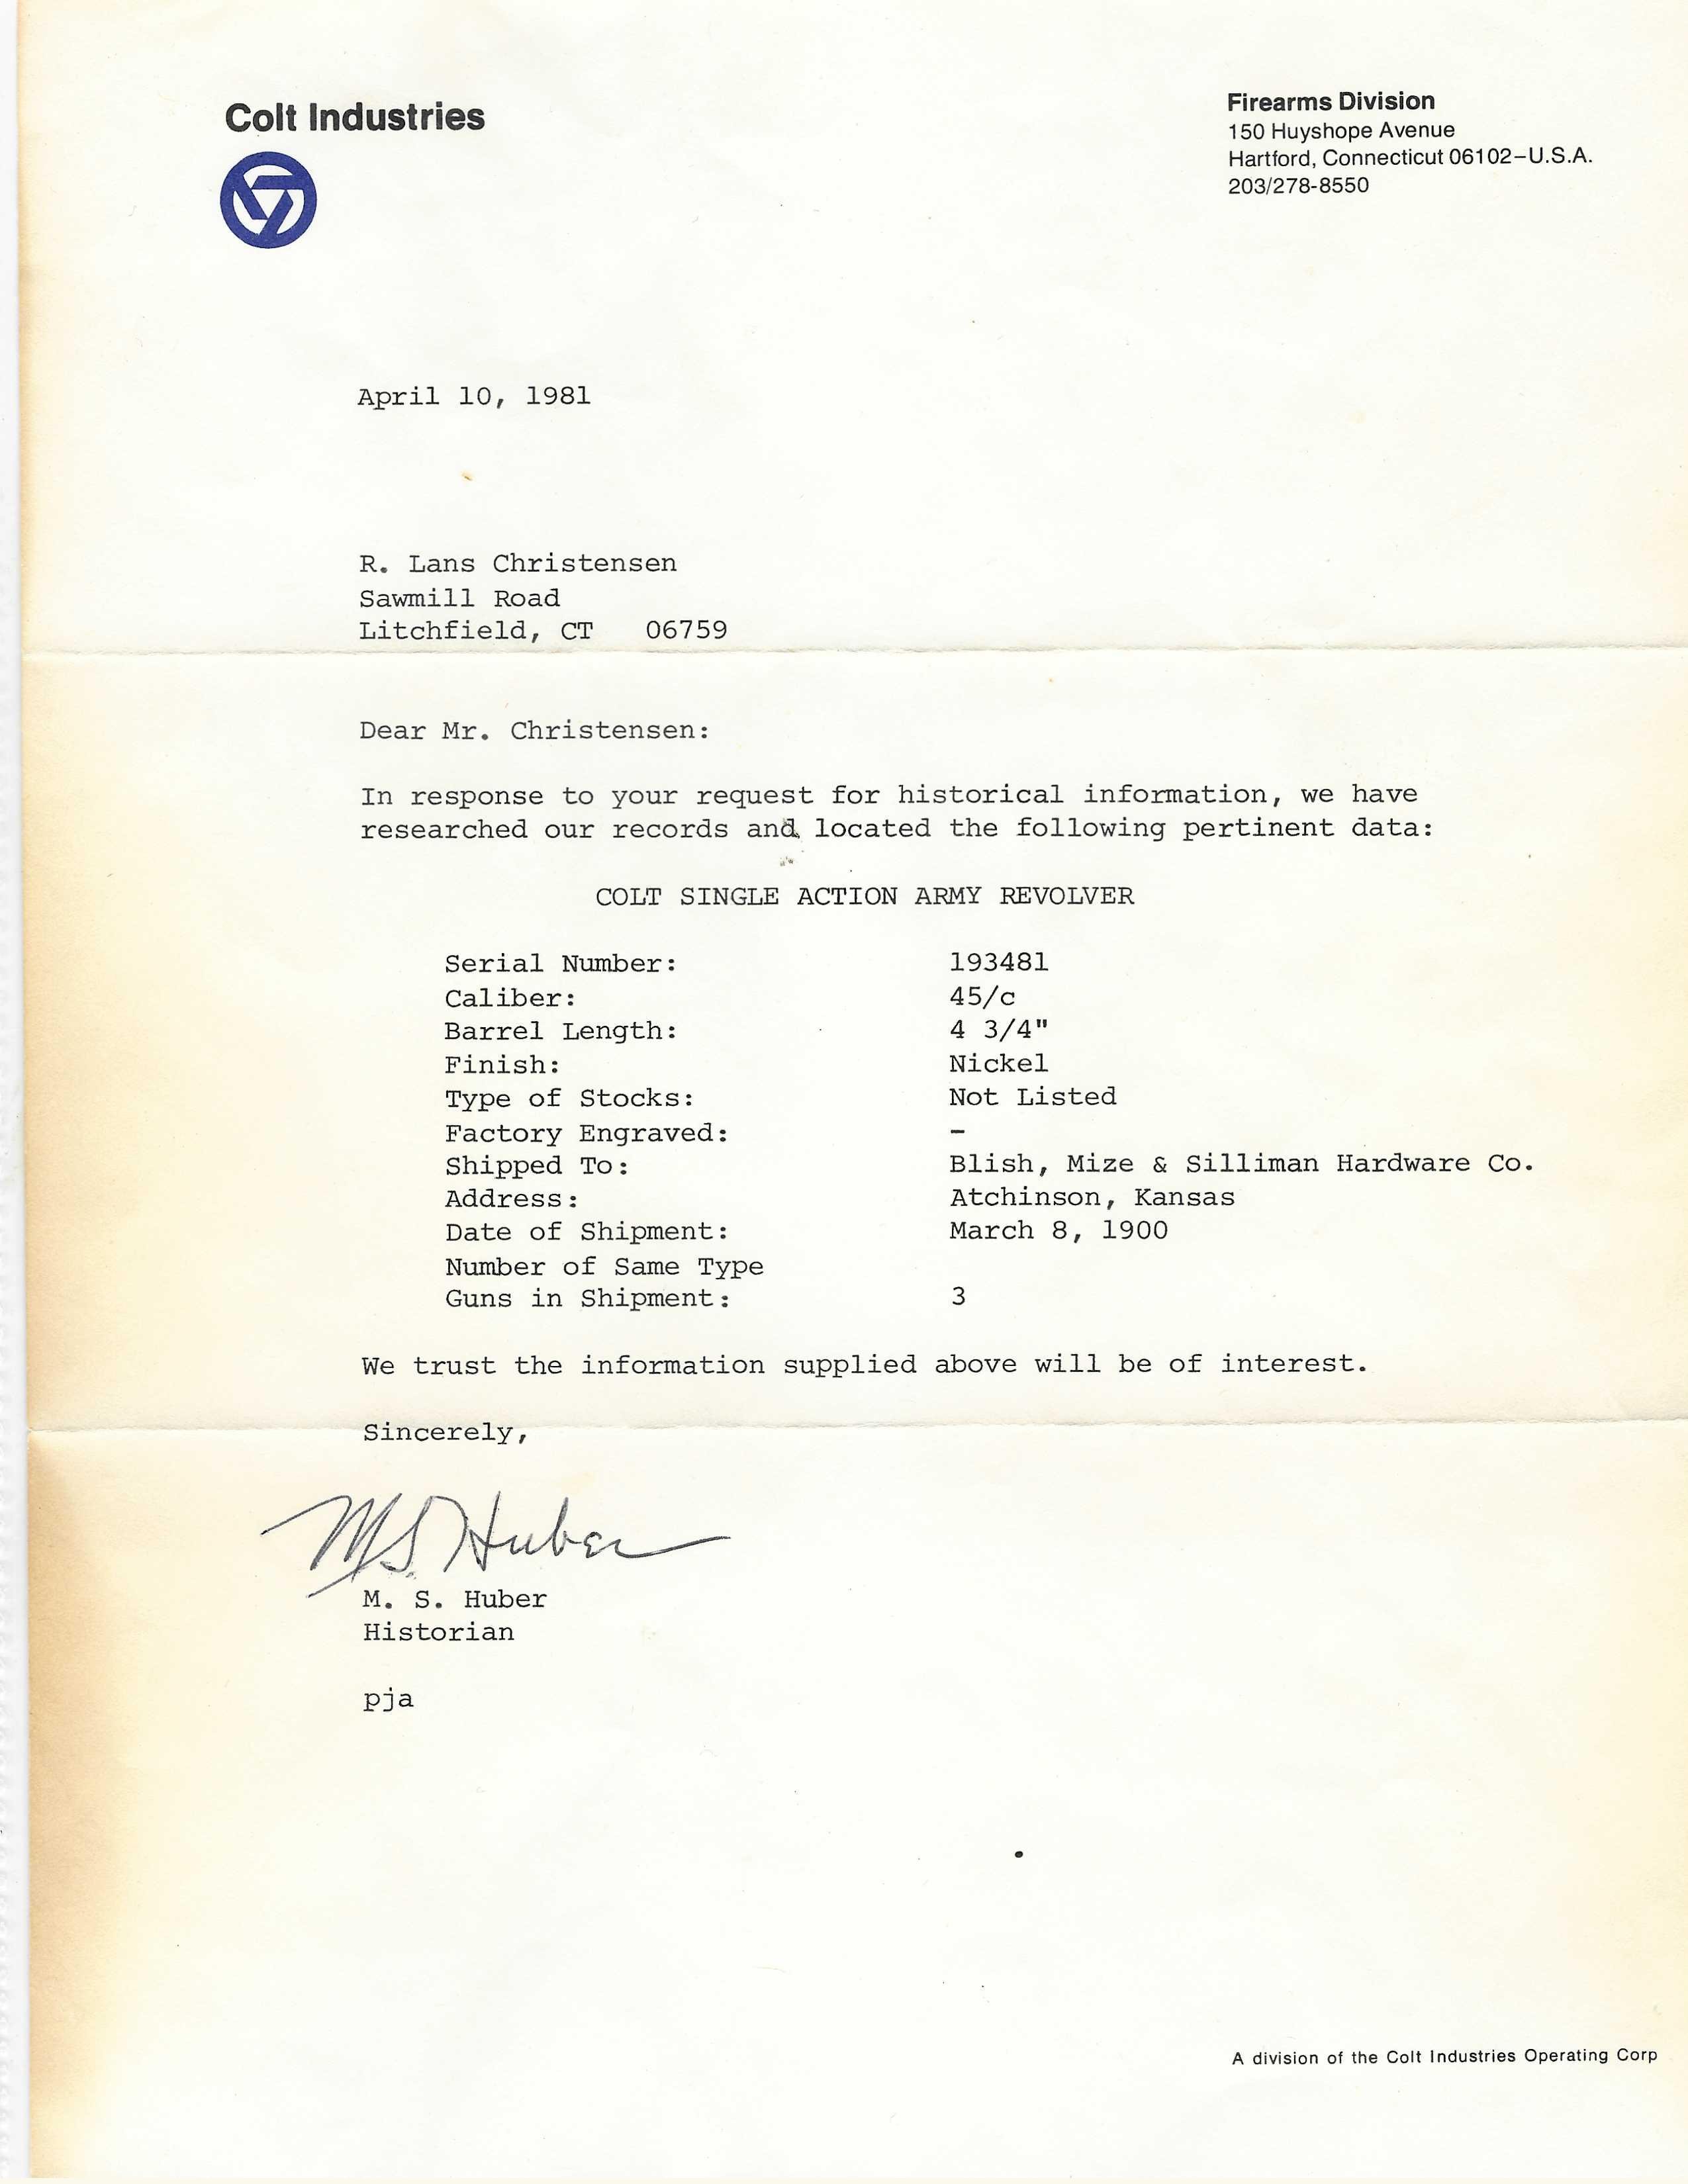 Colt Industries
Firearms Division
150 Huyshope Avenue
Hartford, Connecticut 06102-U.S.A.
203/278-8550
April 10, 1981
R. Lans Christensen
Sawmill Road
Litchfield, CT 06759
Dear Mr. Christensen:
In response to your request for historical information, we have
researched our records and located the following pertinent data:
COLT SINGLE ACTION ARMY REVOLVER
Serial Number: 193481
Caliber: 45/c
Barrel Length: 4 3/4"
Finish: Nickel
Type of Stocks: Not Listed
Factory Engraved: -
Shipped To: Blish, Mize & Silliman Hardware Co.
Address: Atchinson, Kansas
Date of Shipment: March 8, 1900
Number of Same Type
Guns in Shipment: 3
We trust the information supplied above will be of interest.
Sincerely,
M S Huber
M. S. Huber
Historian
pja
A division of the Colt Industries Operating Corp